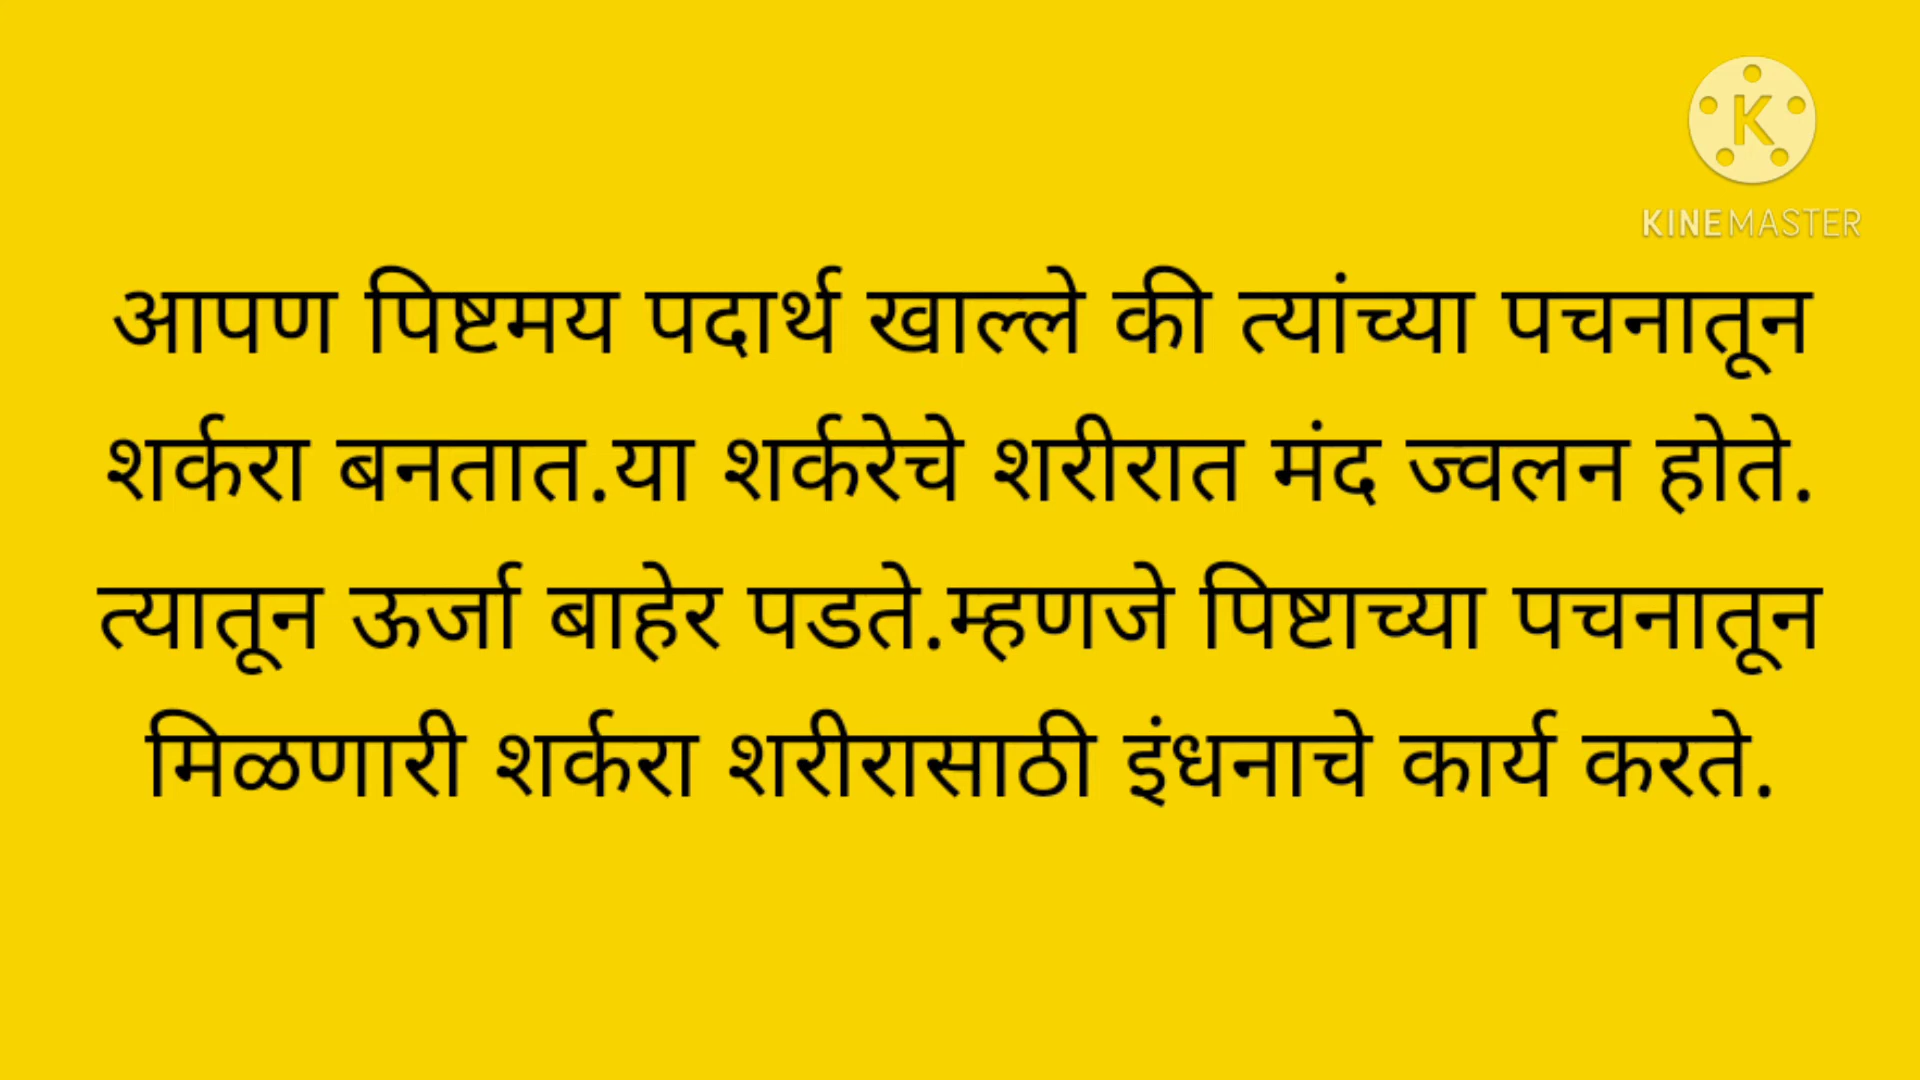 K
KINEMASTER
आपण पिष्टमय पदार्थ खाल्ले की त्यांच्या पचनातून
शर्करा बनतात.या शर्करेचे शरीरात मंद ज्वलन होते.
त्यातून ऊर्जा बाहेर पडते.म्हणजे पिष्टाच्या पचनातून
मिळणारी शर्करा शरीरासाठी इंधनाचे कार्य करते.